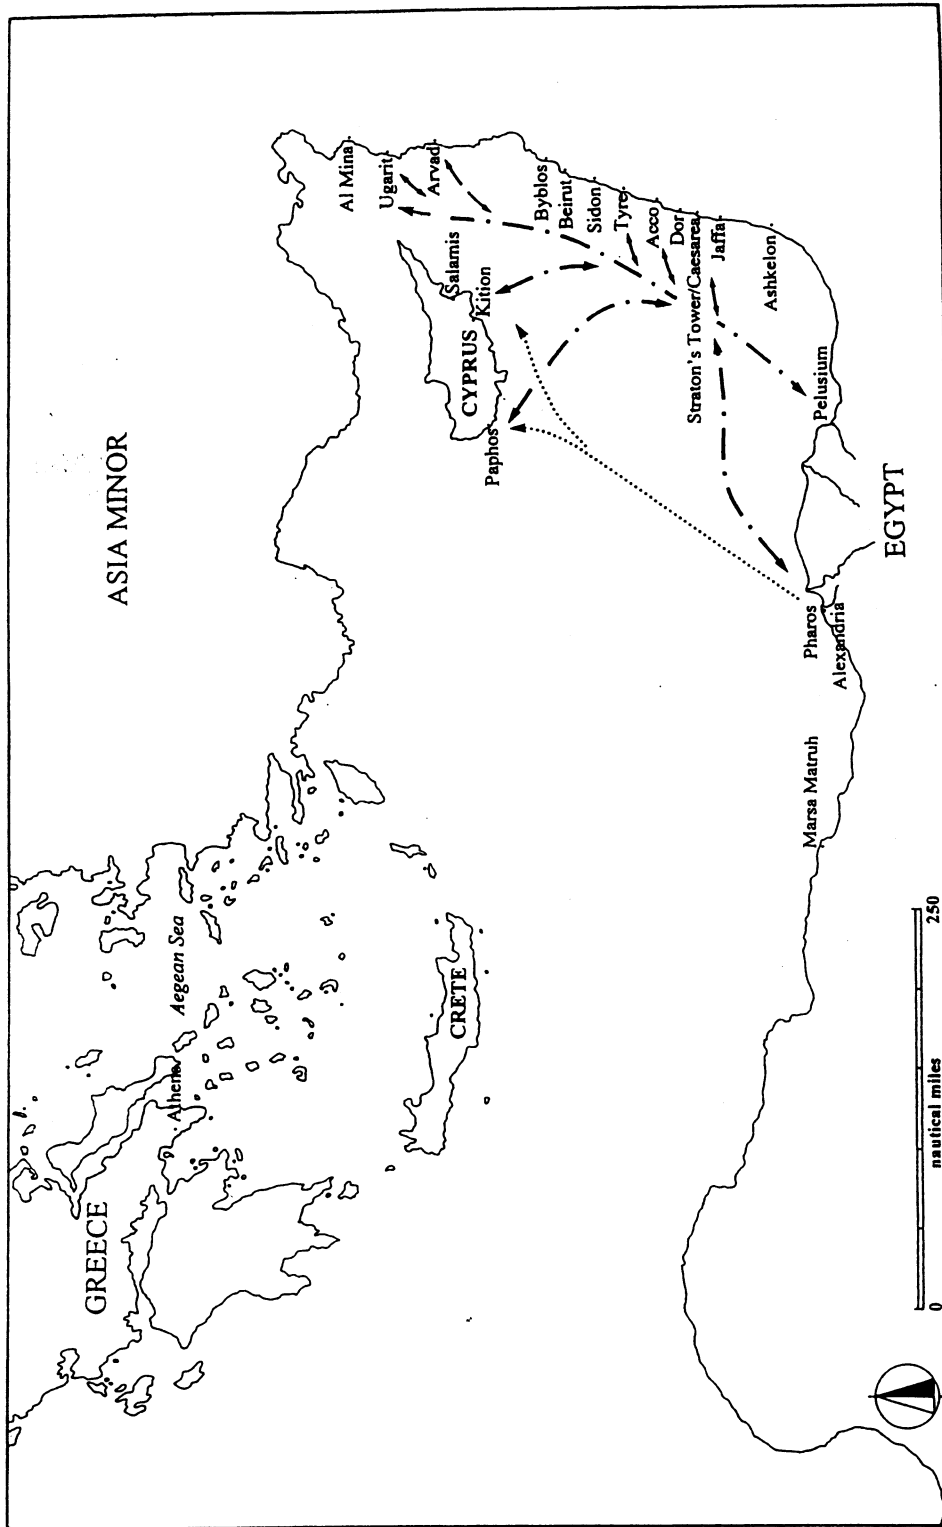 ASIA MINOR
GREECE
Aegean Sea
Athens
CRETE
CYPRUS
Salamis
Kition
Paphos
Al Mina
Ugarit
Arvad
Byblos
Beirut
Sidon
Tyre
Acco
Dor
Straton's Tower/Caesarea
Jaffa
Ashkelon
Pelusium
EGYPT
Pharos
Alexandria
Marsa Matruh
0
250
nautical miles